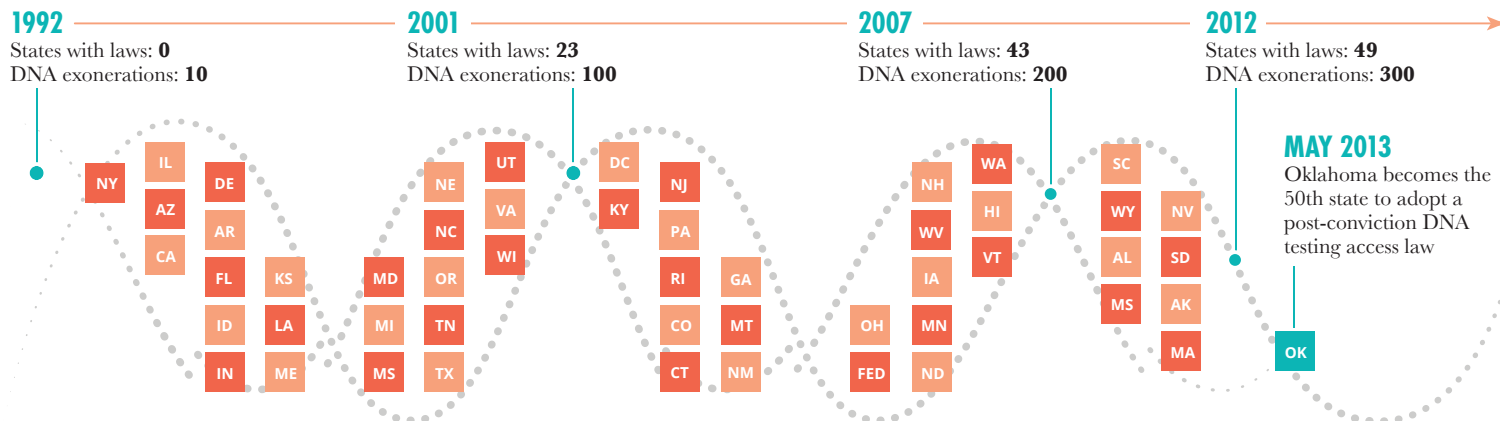 1992
States with laws: 0
DNA exonerations: 10
2001
States with laws: 23
DNA exonerations: 100
2007
States with laws: 43
DNA exonerations: 200
2012
States with laws: 49
DNA exonerations: 300
MAY 2013
Oklahoma becomes the
50th state to adopt a
post-conviction DNA
testing access law
NY
IL
AZ
CA
DE
AR
FL
ID
IN
KS
LA
ME
MD
MI
MS
NE
NC
OR
TN
TX
UT
VA
WI
DC
KY
NJ
PA
RI
CO
CT
GA
MT
NM
OH
FED
NH
WV
IA
MN
ND
WA
HI
VT
SC
WY
AL
MS
NV
SD
AK
MA
OK